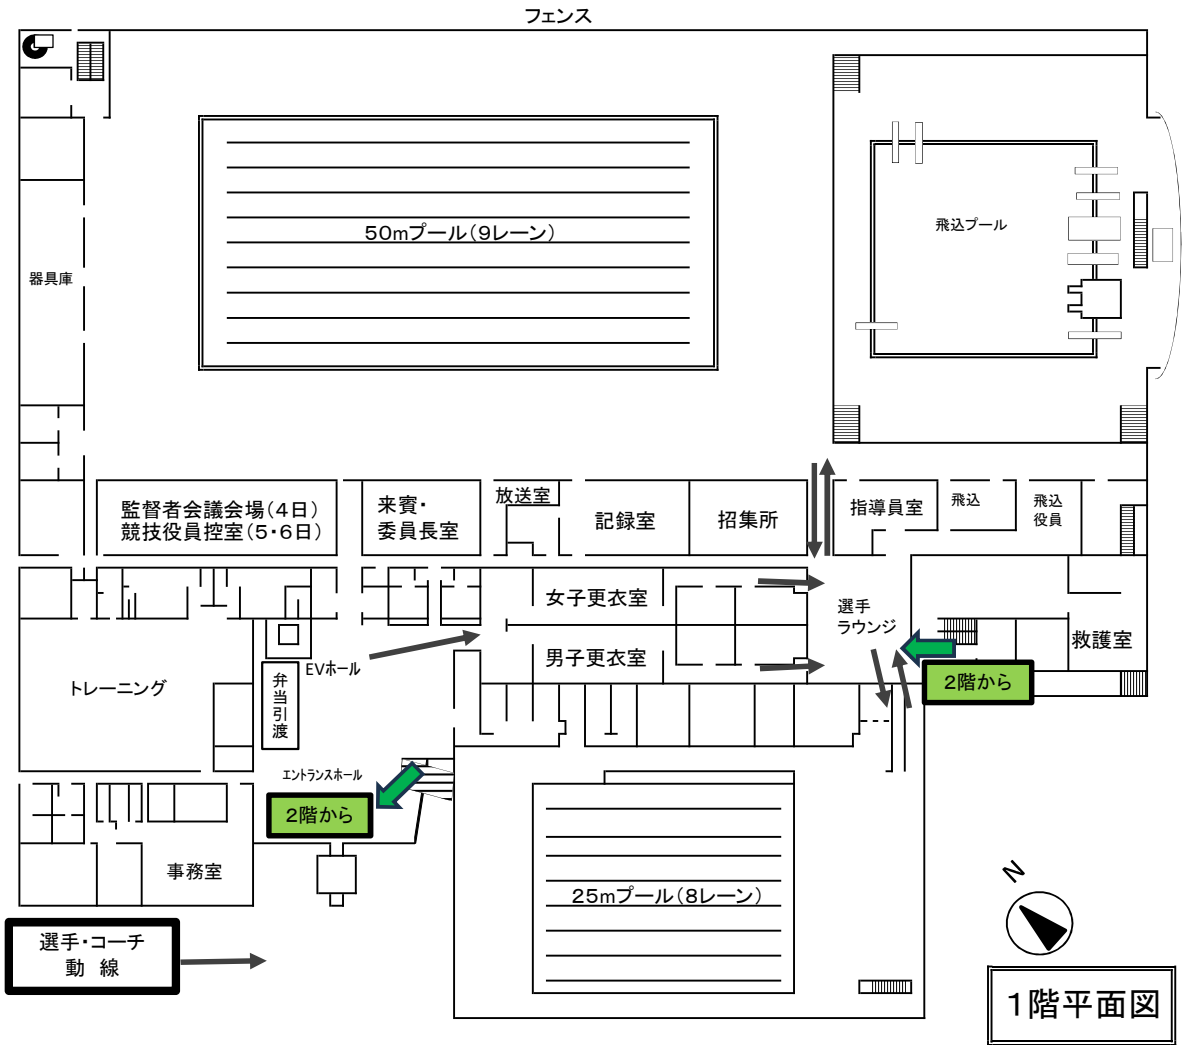 フェンス
50mプール(9レーン)
飛込プール
器具庫
監督者会議会場(4日)
競技役員控室(5・6日)
来賓・
委員長室
放送室
記録室
招集所
指導員室
飛込
飛込
役員
女子更衣室
男子更衣室
選手
ラウンジ
救護室
2階から
EVホール
トレーニング
弁当引渡
エントランスホール
2階から
25mプール(8レーン)
事務室
選手・コーチ
動 線
N
1階平面図